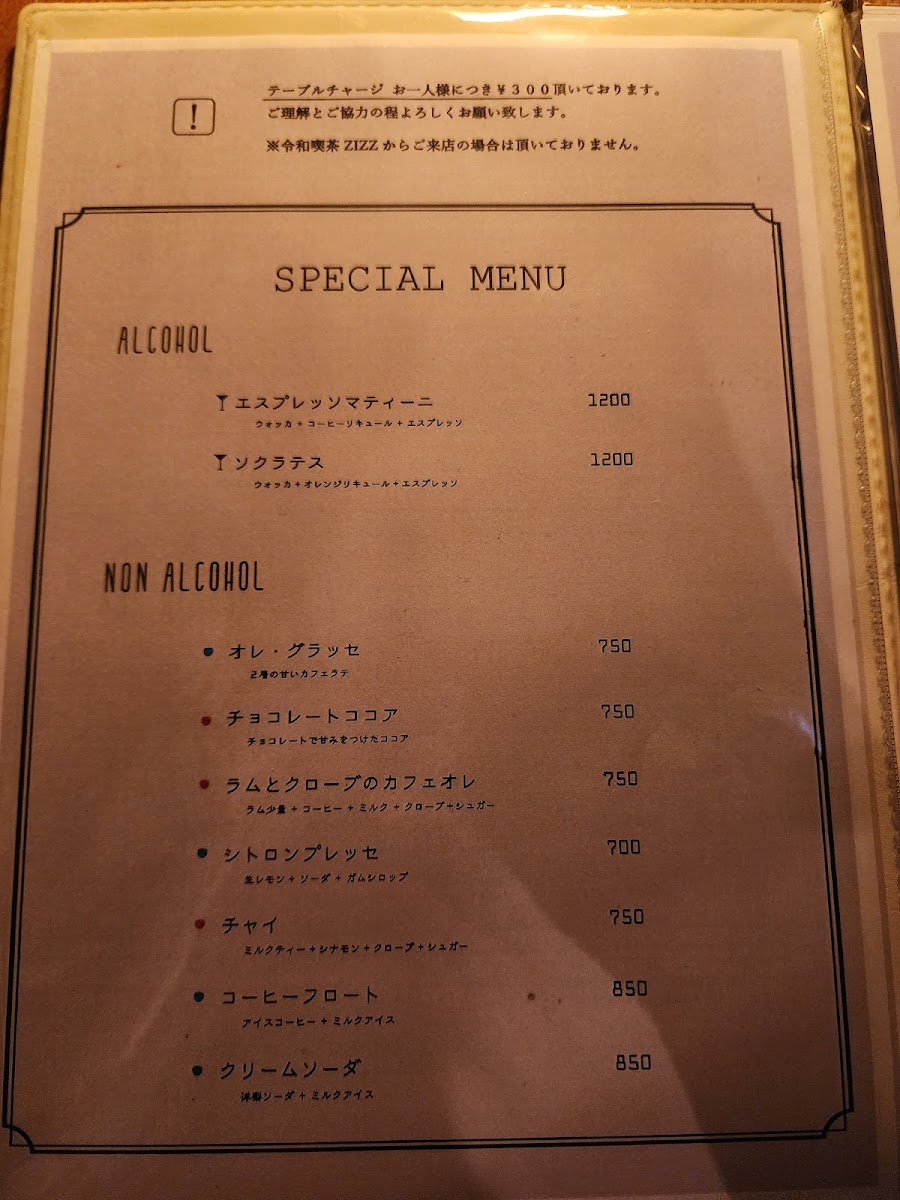 !
テーブルチャージ お一人様につき¥300頂いております。
ご理解とご協力の程よろしくお願い致します。
※令和喫茶 ZIZZ からご来店の場合は頂いておりません。
SPECIAL MENU
ALCOHOL
エスプレッソマティーニ 1200
ウォッカ + コーヒーリキュール + エスプレッソ
ソクラテス 1200
ウォッカ + オレンジリキュール + エスプレッソ
NON ALCOHOL
オレ・グラッセ 750
2層の甘いカフェラテ
チョコレートココア 750
チョコレートで甘みをつけたココア
ラムとクローブのカフェオレ 750
ラム少量 + コーヒー + ミルク + クローブ+シュガー
シトロンプレッセ 700
生レモン + ソーダ + ガムシロップ
チャイ 750
ミルクティー + シナモン + クローブ + シュガー
コーヒーフロート 850
アイスコーヒー + ミルクアイス
クリームソーダ 850
洋梨ソーダ + ミルクアイス